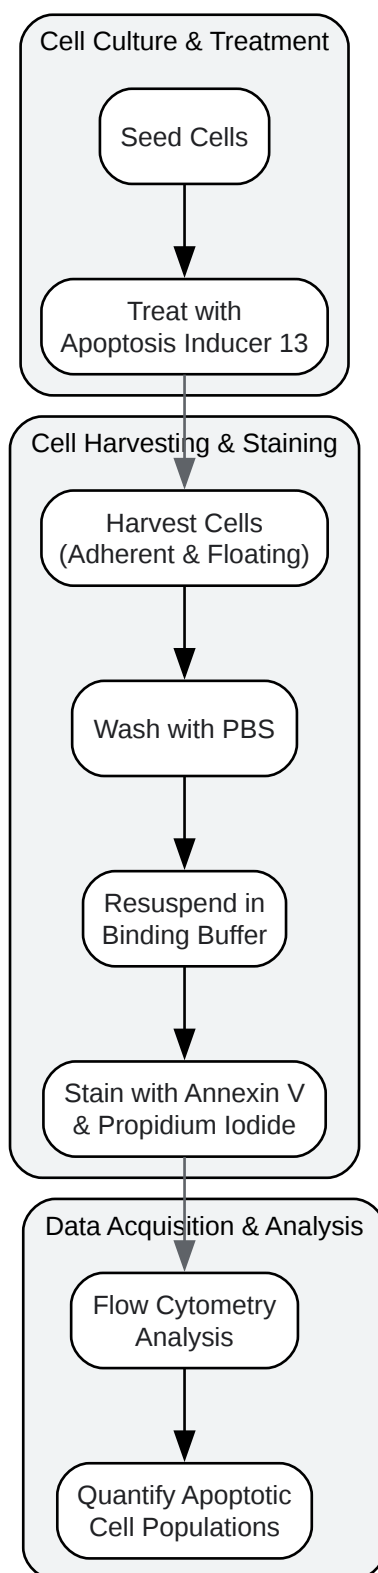 Cell Culture & Treatment
Seed Cells
Treat with
Apoptosis Inducer 13
Cell Harvesting & Staining
Harvest Cells
(Adherent & Floating)
Wash with PBS
Resuspend in
Binding Buffer
Stain with Annexin V
& Propidium Iodide
Data Acquisition & Analysis
Flow Cytometry
Analysis
Quantify Apoptotic
Cell Populations